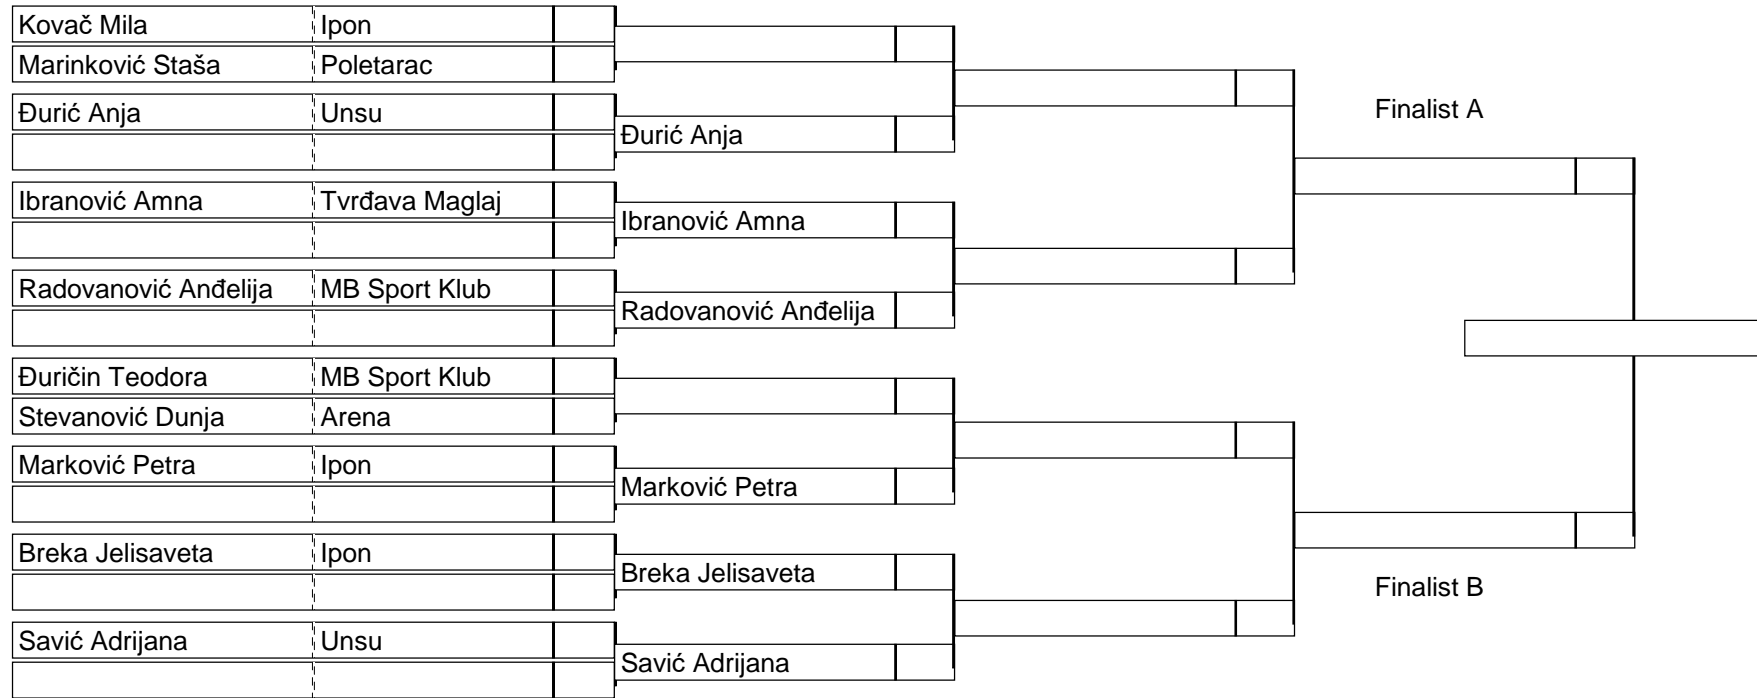 Kovač Mila Ipon
Marinković Staša Poletarac
Đurić Anja Unsu
Đurić Anja
Finalist A
Ibranović Amna Tvrđava Maglaj
Ibranović Amna
Radovanović Anđelija MB Sport Klub
Radovanović Anđelija
Đuričin Teodora MB Sport Klub
Stevanović Dunja Arena
Marković Petra Ipon
Marković Petra
Breka Jelisaveta Ipon
Breka Jelisaveta
Finalist B
Savić Adrijana Unsu
Savić Adrijana